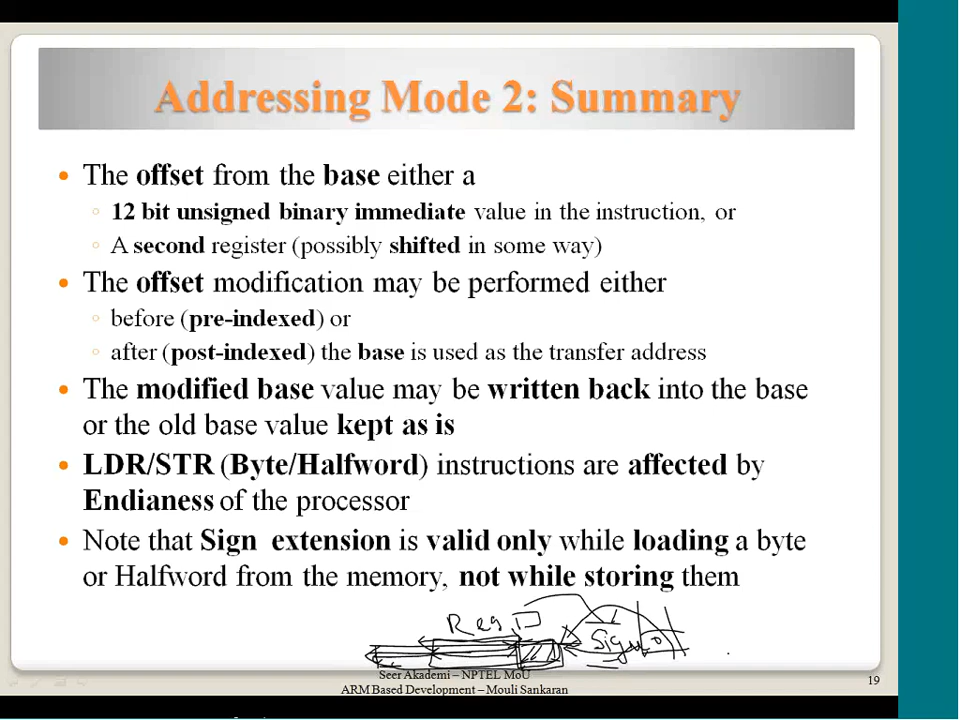 Addressing Mode 2: Summary
• The offset from the base either a
◦ 12 bit unsigned binary immediate value in the instruction, or
◦ A second register (possibly shifted in some way)
• The offset modification may be performed either
◦ before (pre-indexed) or
◦ after (post-indexed) the base is used as the transfer address
• The modified base value may be written back into the base
or the old base value kept as is
• LDR/STR (Byte/Halfword) instructions are affected by
Endianess of the processor
• Note that Sign extension is valid only while loading a byte
or Halfword from the memory, not while storing them
Reg
Seer Akademi – NPTEL MoU
ARM Based Development – Mouli Sankaran
19